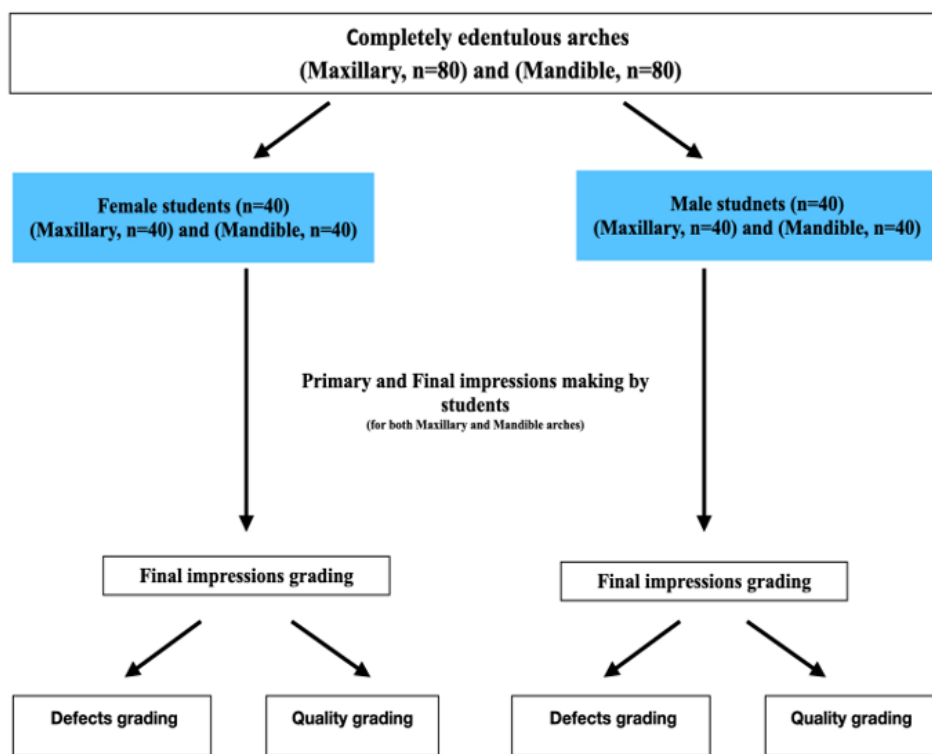 Completely edentulous arches
(Maxillary, n=80) and (Mandible, n=80)
Female students (n=40)
(Maxillary, n=40) and (Mandible, n=40)
Male studnets (n=40)
(Maxillary, n=40) and (Mandible, n=40)
Primary and Final impressions making by
students
(for both Maxillary and Mandible arches)
Final impressions grading
Final impressions grading
Defects grading
Quality grading
Defects grading
Quality grading